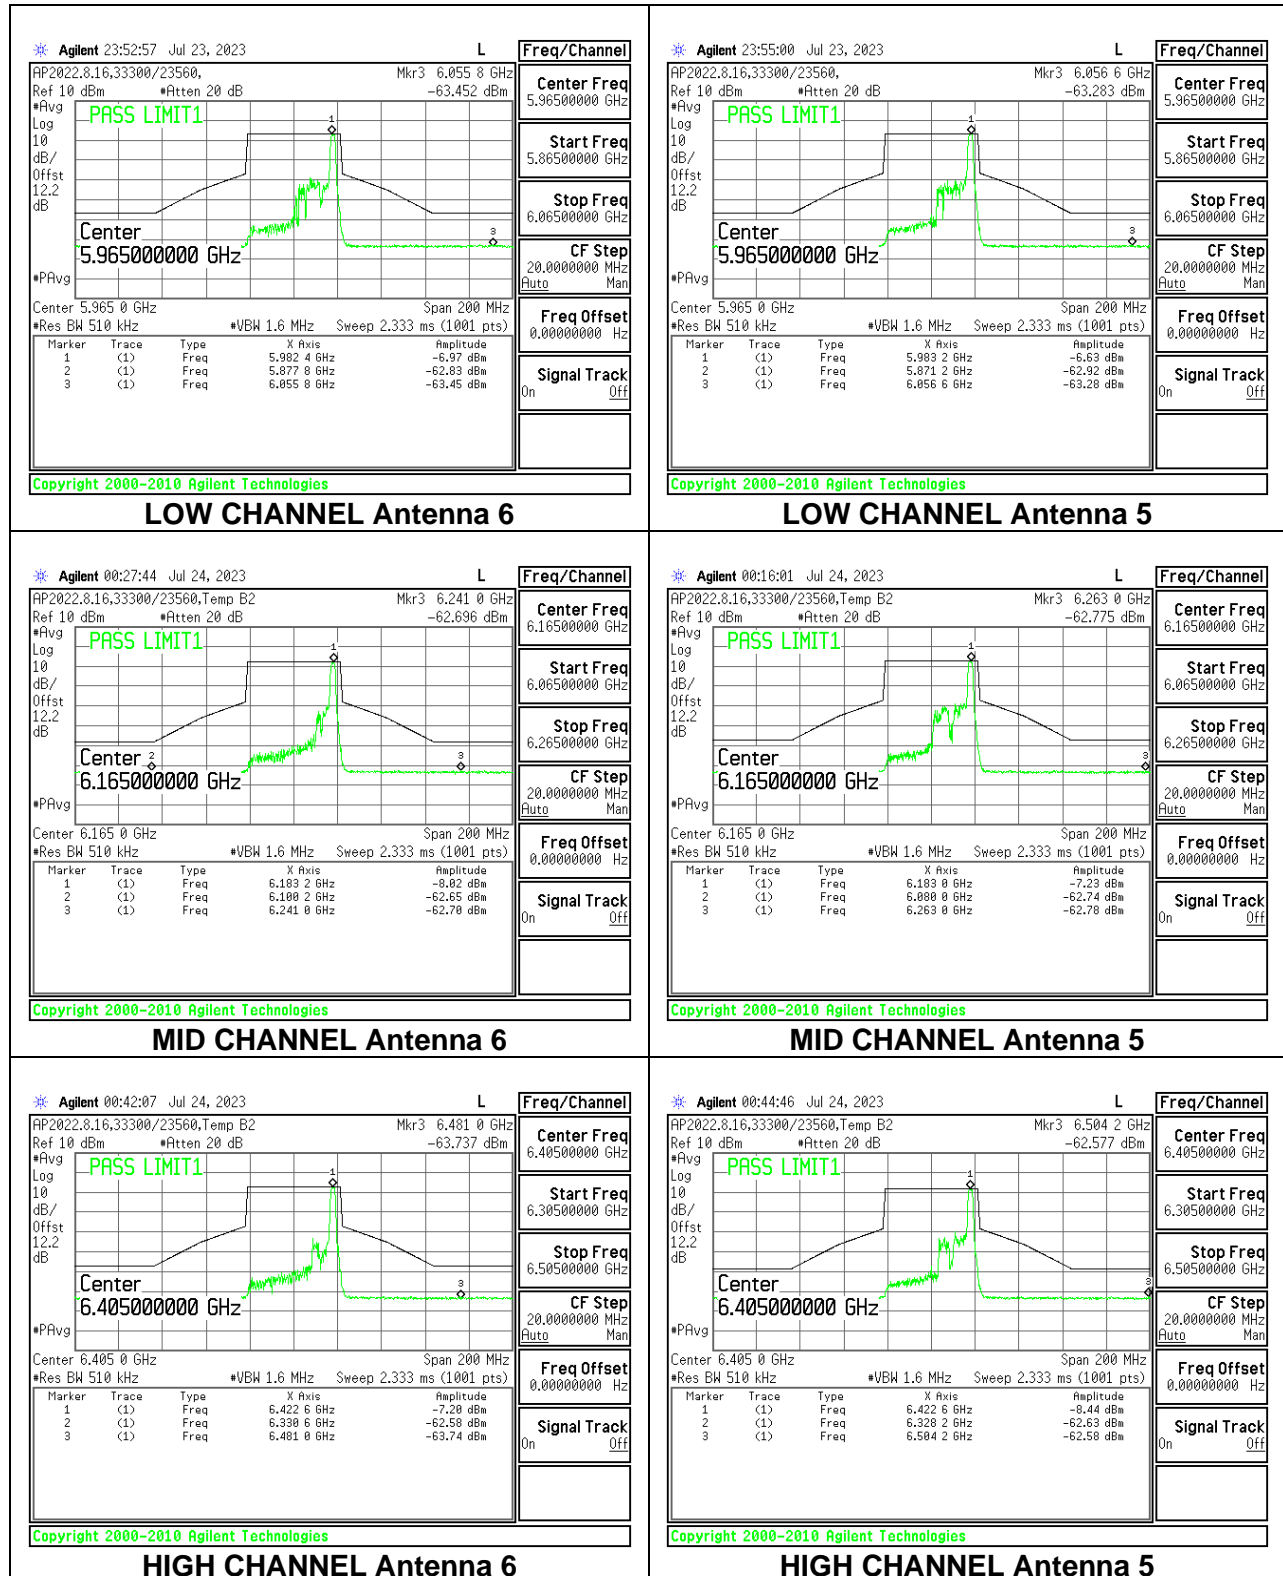 Agilent 23:52:57 Jul 23, 2023 L Freq/Channel
AP2022.8.16,33300/23560, Mkr3 6.055 8 GHz
Ref 10 dBm #Atten 20 dB -63.452 dBm
#Avg
Log
10
dB/
Offst
12.2
dB
#PAvg
PASS LIMIT1
1
3
Center
5.965000000 GHz
Center 5.965 0 GHz Span 200 MHz
#Res BW 510 kHz #VBW 1.6 MHz Sweep 2.333 ms (1001 pts)
Marker Trace Type X Axis Amplitude
1 (1) Freq 5.982 4 GHz -6.97 dBm
2 (1) Freq 5.877 8 GHz -62.83 dBm
3 (1) Freq 6.055 8 GHz -63.45 dBm
Center Freq
5.96500000 GHz
Start Freq
5.86500000 GHz
Stop Freq
6.06500000 GHz
CF Step
20.0000000 MHz
Auto Man
Freq Offset
0.00000000 Hz
Signal Track
On Off
Copyright 2000-2010 Agilent Technologies
LOW CHANNEL Antenna 6
Agilent 23:55:00 Jul 23, 2023 L Freq/Channel
AP2022.8.16,33300/23560, Mkr3 6.056 6 GHz
Ref 10 dBm #Atten 20 dB -63.283 dBm
#Avg
Log
10
dB/
Offst
12.2
dB
#PAvg
PASS LIMIT1
1
3
Center
5.965000000 GHz
Center 5.965 0 GHz Span 200 MHz
#Res BW 510 kHz #VBW 1.6 MHz Sweep 2.333 ms (1001 pts)
Marker Trace Type X Axis Amplitude
1 (1) Freq 5.983 2 GHz -6.63 dBm
2 (1) Freq 5.871 2 GHz -62.92 dBm
3 (1) Freq 6.056 6 GHz -63.28 dBm
Center Freq
5.96500000 GHz
Start Freq
5.86500000 GHz
Stop Freq
6.06500000 GHz
CF Step
20.0000000 MHz
Auto Man
Freq Offset
0.00000000 Hz
Signal Track
On Off
Copyright 2000-2010 Agilent Technologies
LOW CHANNEL Antenna 5
Agilent 00:27:44 Jul 24, 2023 L Freq/Channel
AP2022.8.16,33300/23560,Temp B2 Mkr3 6.241 0 GHz
Ref 10 dBm #Atten 20 dB -62.696 dBm
#Avg
Log
10
dB/
Offst
12.2
dB
#PAvg
PASS LIMIT1
1
2
3
Center
6.165000000 GHz
Center 6.165 0 GHz Span 200 MHz
#Res BW 510 kHz #VBW 1.6 MHz Sweep 2.333 ms (1001 pts)
Marker Trace Type X Axis Amplitude
1 (1) Freq 6.183 2 GHz -8.02 dBm
2 (1) Freq 6.100 2 GHz -62.65 dBm
3 (1) Freq 6.241 0 GHz -62.70 dBm
Center Freq
6.16500000 GHz
Start Freq
6.06500000 GHz
Stop Freq
6.26500000 GHz
CF Step
20.0000000 MHz
Auto Man
Freq Offset
0.00000000 Hz
Signal Track
On Off
Copyright 2000-2010 Agilent Technologies
MID CHANNEL Antenna 6
Agilent 00:16:01 Jul 24, 2023 L Freq/Channel
AP2022.8.16,33300/23560,Temp B2 Mkr3 6.263 0 GHz
Ref 10 dBm #Atten 20 dB -62.775 dBm
#Avg
Log
10
dB/
Offst
12.2
dB
#PAvg
PASS LIMIT1
1
3
Center
6.165000000 GHz
Center 6.165 0 GHz Span 200 MHz
#Res BW 510 kHz #VBW 1.6 MHz Sweep 2.333 ms (1001 pts)
Marker Trace Type X Axis Amplitude
1 (1) Freq 6.183 0 GHz -7.23 dBm
2 (1) Freq 6.080 0 GHz -62.74 dBm
3 (1) Freq 6.263 0 GHz -62.78 dBm
Center Freq
6.16500000 GHz
Start Freq
6.06500000 GHz
Stop Freq
6.26500000 GHz
CF Step
20.0000000 MHz
Auto Man
Freq Offset
0.00000000 Hz
Signal Track
On Off
Copyright 2000-2010 Agilent Technologies
MID CHANNEL Antenna 5
Agilent 00:42:07 Jul 24, 2023 L Freq/Channel
AP2022.8.16,33300/23560,Temp B2 Mkr3 6.481 0 GHz
Ref 10 dBm #Atten 20 dB -63.737 dBm
#Avg
Log
10
dB/
Offst
12.2
dB
#PAvg
PASS LIMIT1
1
3
Center
6.405000000 GHz
Center 6.405 0 GHz Span 200 MHz
#Res BW 510 kHz #VBW 1.6 MHz Sweep 2.333 ms (1001 pts)
Marker Trace Type X Axis Amplitude
1 (1) Freq 6.422 6 GHz -7.20 dBm
2 (1) Freq 6.330 6 GHz -62.58 dBm
3 (1) Freq 6.481 0 GHz -63.74 dBm
Center Freq
6.40500000 GHz
Start Freq
6.30500000 GHz
Stop Freq
6.50500000 GHz
CF Step
20.0000000 MHz
Auto Man
Freq Offset
0.00000000 Hz
Signal Track
On Off
Copyright 2000-2010 Agilent Technologies
HIGH CHANNEL Antenna 6
Agilent 00:44:46 Jul 24, 2023 L Freq/Channel
AP2022.8.16,33300/23560,Temp B2 Mkr3 6.504 2 GHz
Ref 10 dBm #Atten 20 dB -62.577 dBm
#Avg
Log
10
dB/
Offst
12.2
dB
#PAvg
PASS LIMIT1
1
3
Center
6.405000000 GHz
Center 6.405 0 GHz Span 200 MHz
#Res BW 510 kHz #VBW 1.6 MHz Sweep 2.333 ms (1001 pts)
Marker Trace Type X Axis Amplitude
1 (1) Freq 6.422 6 GHz -8.44 dBm
2 (1) Freq 6.328 2 GHz -62.63 dBm
3 (1) Freq 6.504 2 GHz -62.58 dBm
Center Freq
6.40500000 GHz
Start Freq
6.30500000 GHz
Stop Freq
6.50500000 GHz
CF Step
20.0000000 MHz
Auto Man
Freq Offset
0.00000000 Hz
Signal Track
On Off
Copyright 2000-2010 Agilent Technologies
HIGH CHANNEL Antenna 5